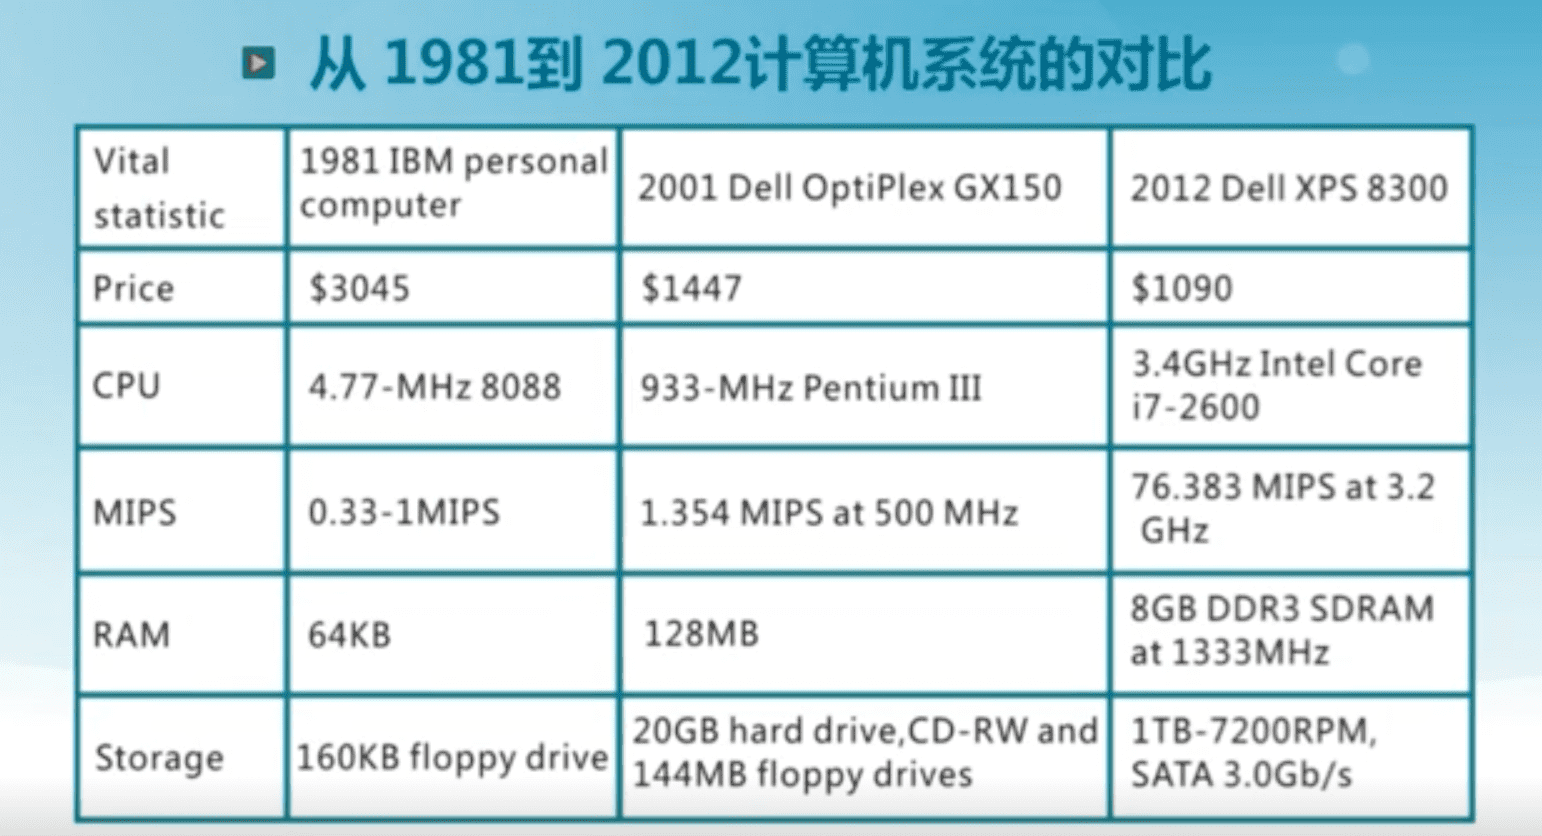 从 1981到 2012计算机系统的对比
Vital
statistic
1981 IBM personal
computer
2001 Dell OptiPlex GX150
2012 Dell XPS 8300
Price
$3045
$1447
$1090
CPU
4.77-MHz 8088
933-MHz Pentium III
3.4GHz Intel Core
i7-2600
MIPS
0.33-1MIPS
1.354 MIPS at 500 MHz
76.383 MIPS at 3.2
GHz
RAM
64KB
128MB
8GB DDR3 SDRAM
at 1333MHz
Storage
160KB floppy drive
20GB hard drive,CD-RW and
144MB floppy drives
1TB-7200RPM,
SATA 3.0Gb/s